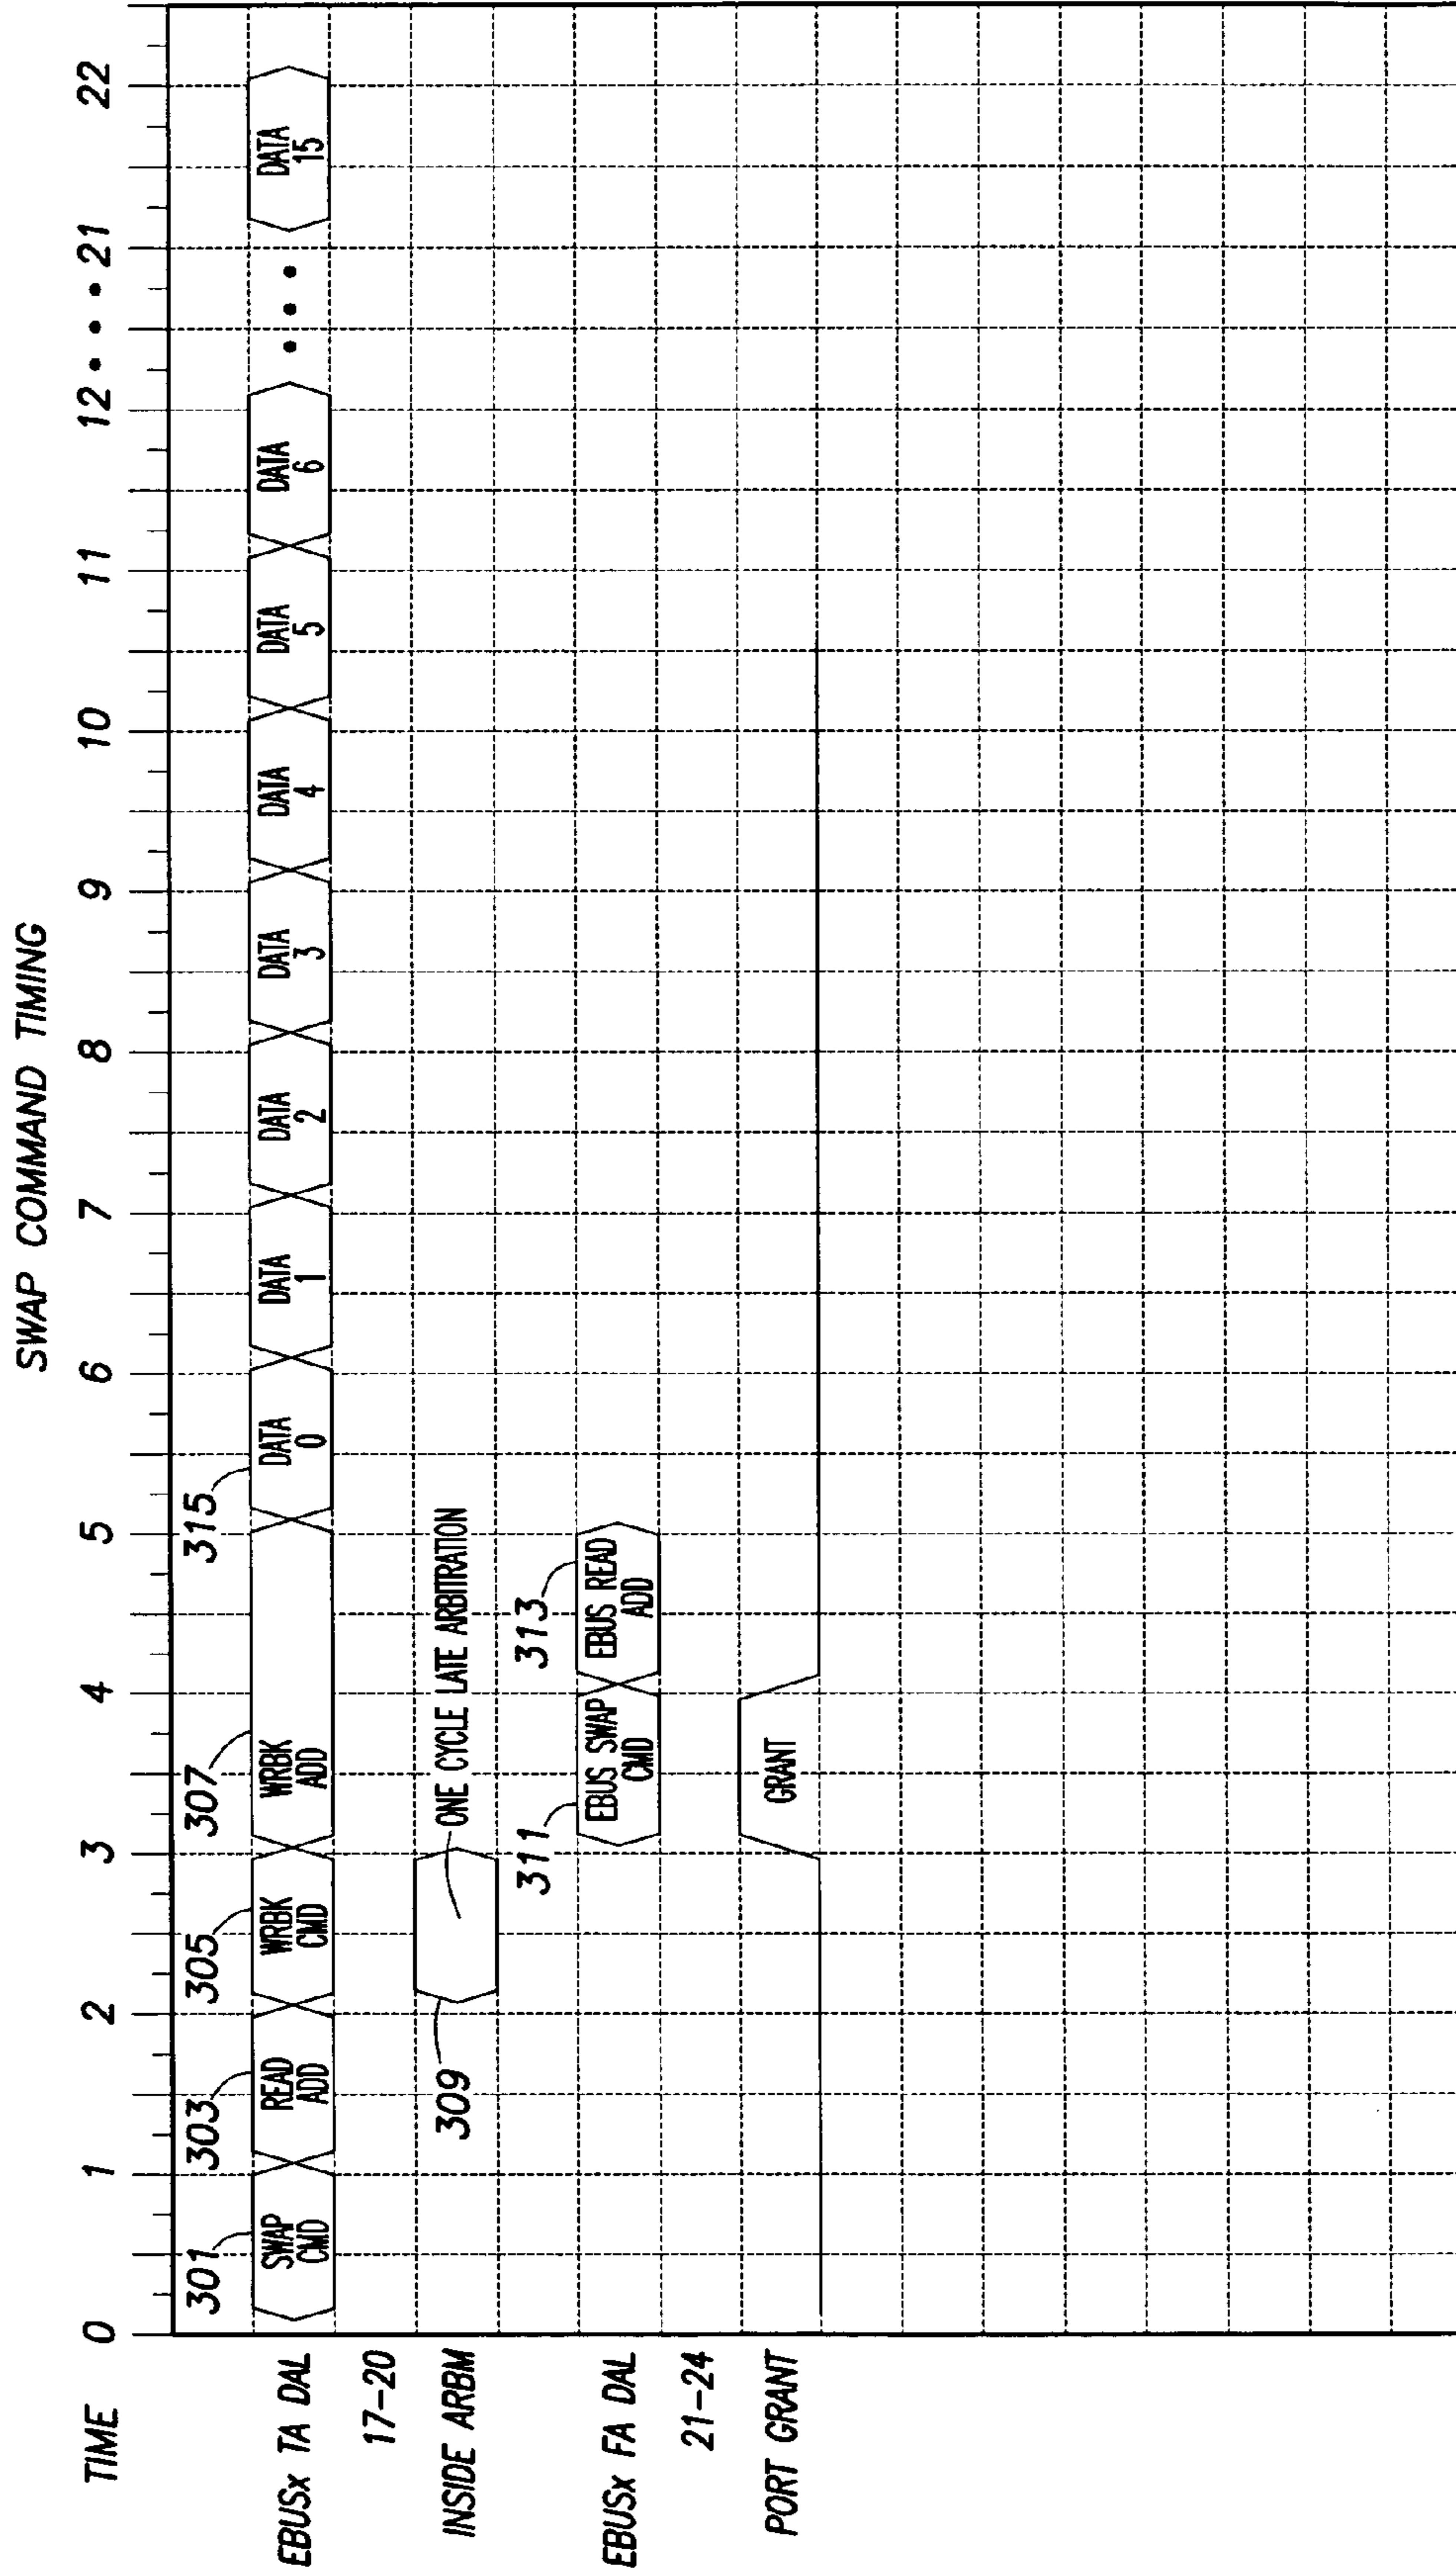 SWAP COMMAND TIMING
TIME 0 1 2 3 4 5 6 7 8 9 10 11 12 • • • 21 22
301 303 305 307 315
EBUSx TA DAL
SWAP
CMD
READ
ADD
WRBK
CMD
WRBK
ADD
DATA
0
DATA
1
DATA
2
DATA
3
DATA
4
DATA
5
DATA
6
• • •
DATA
15
17-20
INSIDE ARBM
309
ONE CYCLE LATE ARBITRATION
311 313
EBUSx FA DAL
EBUS SWAP
CMD
EBUS READ
ADD
21-24
PORT GRANT
GRANT